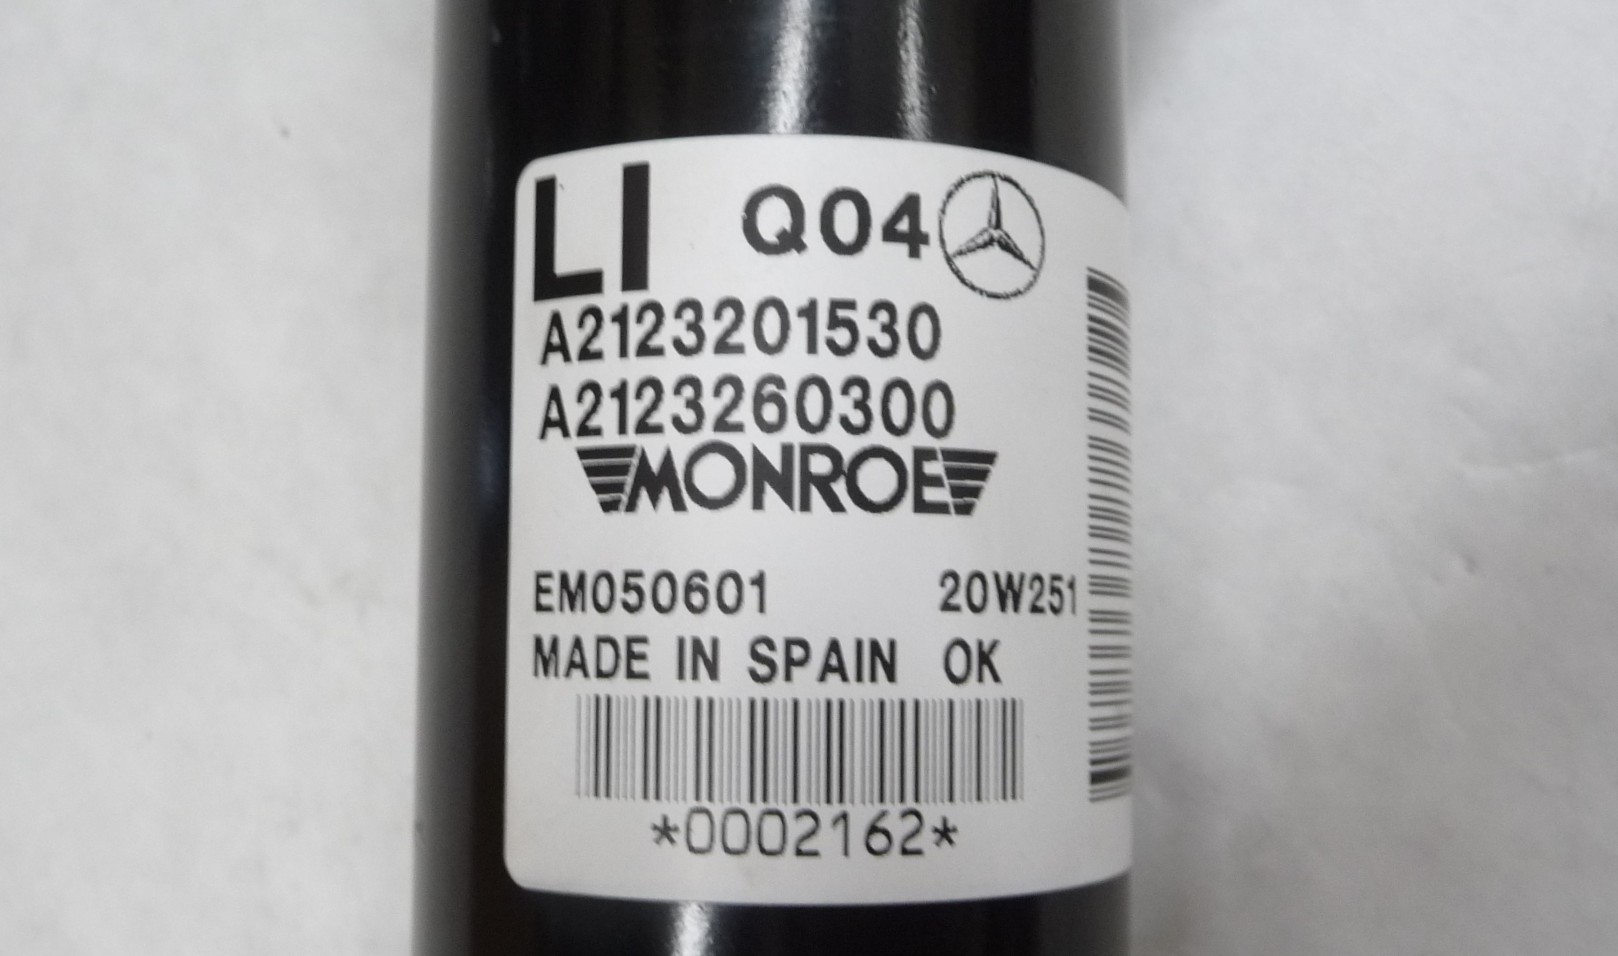 LI Q04
A2123201530
A2123260300
MONROE
EM050601 20W251
MADE IN SPAIN OK
*0002162*